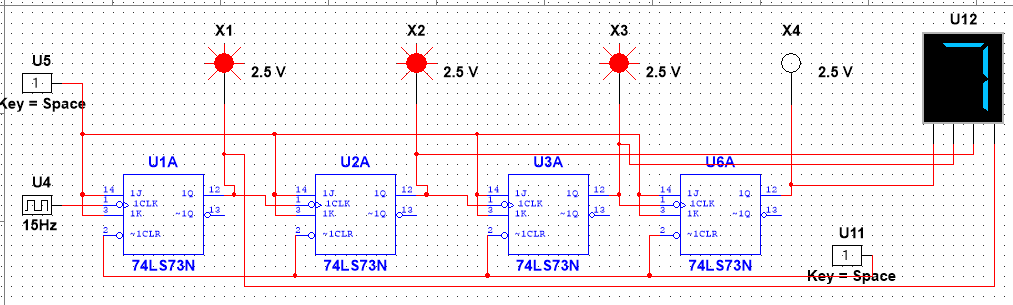 X1 X2 X3 X4 U12
U5 2.5 V 2.5 V 2.5 V 2.5 V
1
Key = Space
U1A U2A U3A U6A
U4
14 1J 1Q 12 14 1J 1Q 12 14 1J 1Q 12 14 1J 1Q 12
1 1CLK 1 1CLK 1 1CLK 1 1CLK
3 1K ~1Q 13 3 1K ~1Q 13 3 1K ~1Q 13 3 1K ~1Q 13
15Hz
2 ~1CLR 2 ~1CLR 2 ~1CLR 2 ~1CLR U11
1
74LS73N 74LS73N 74LS73N 74LS73N Key = Space
7